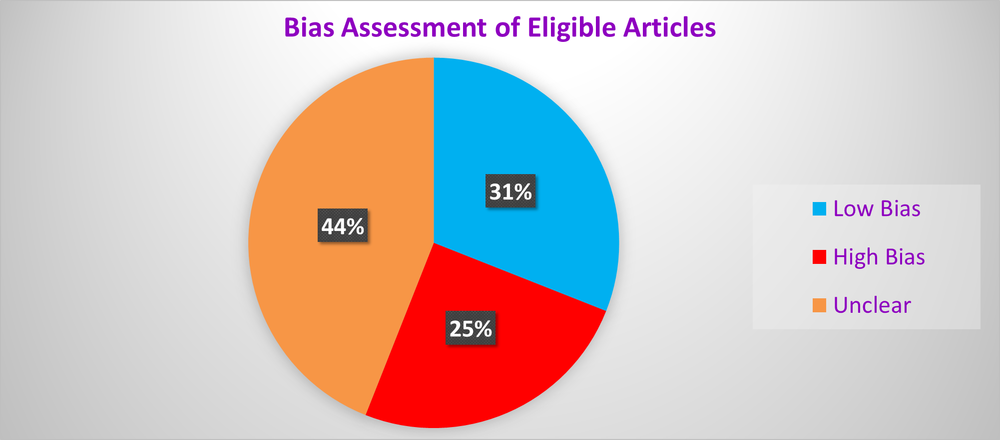 Bias Assessment of Eligible Articles
31%
44%
25%
Low Bias
High Bias
Unclear